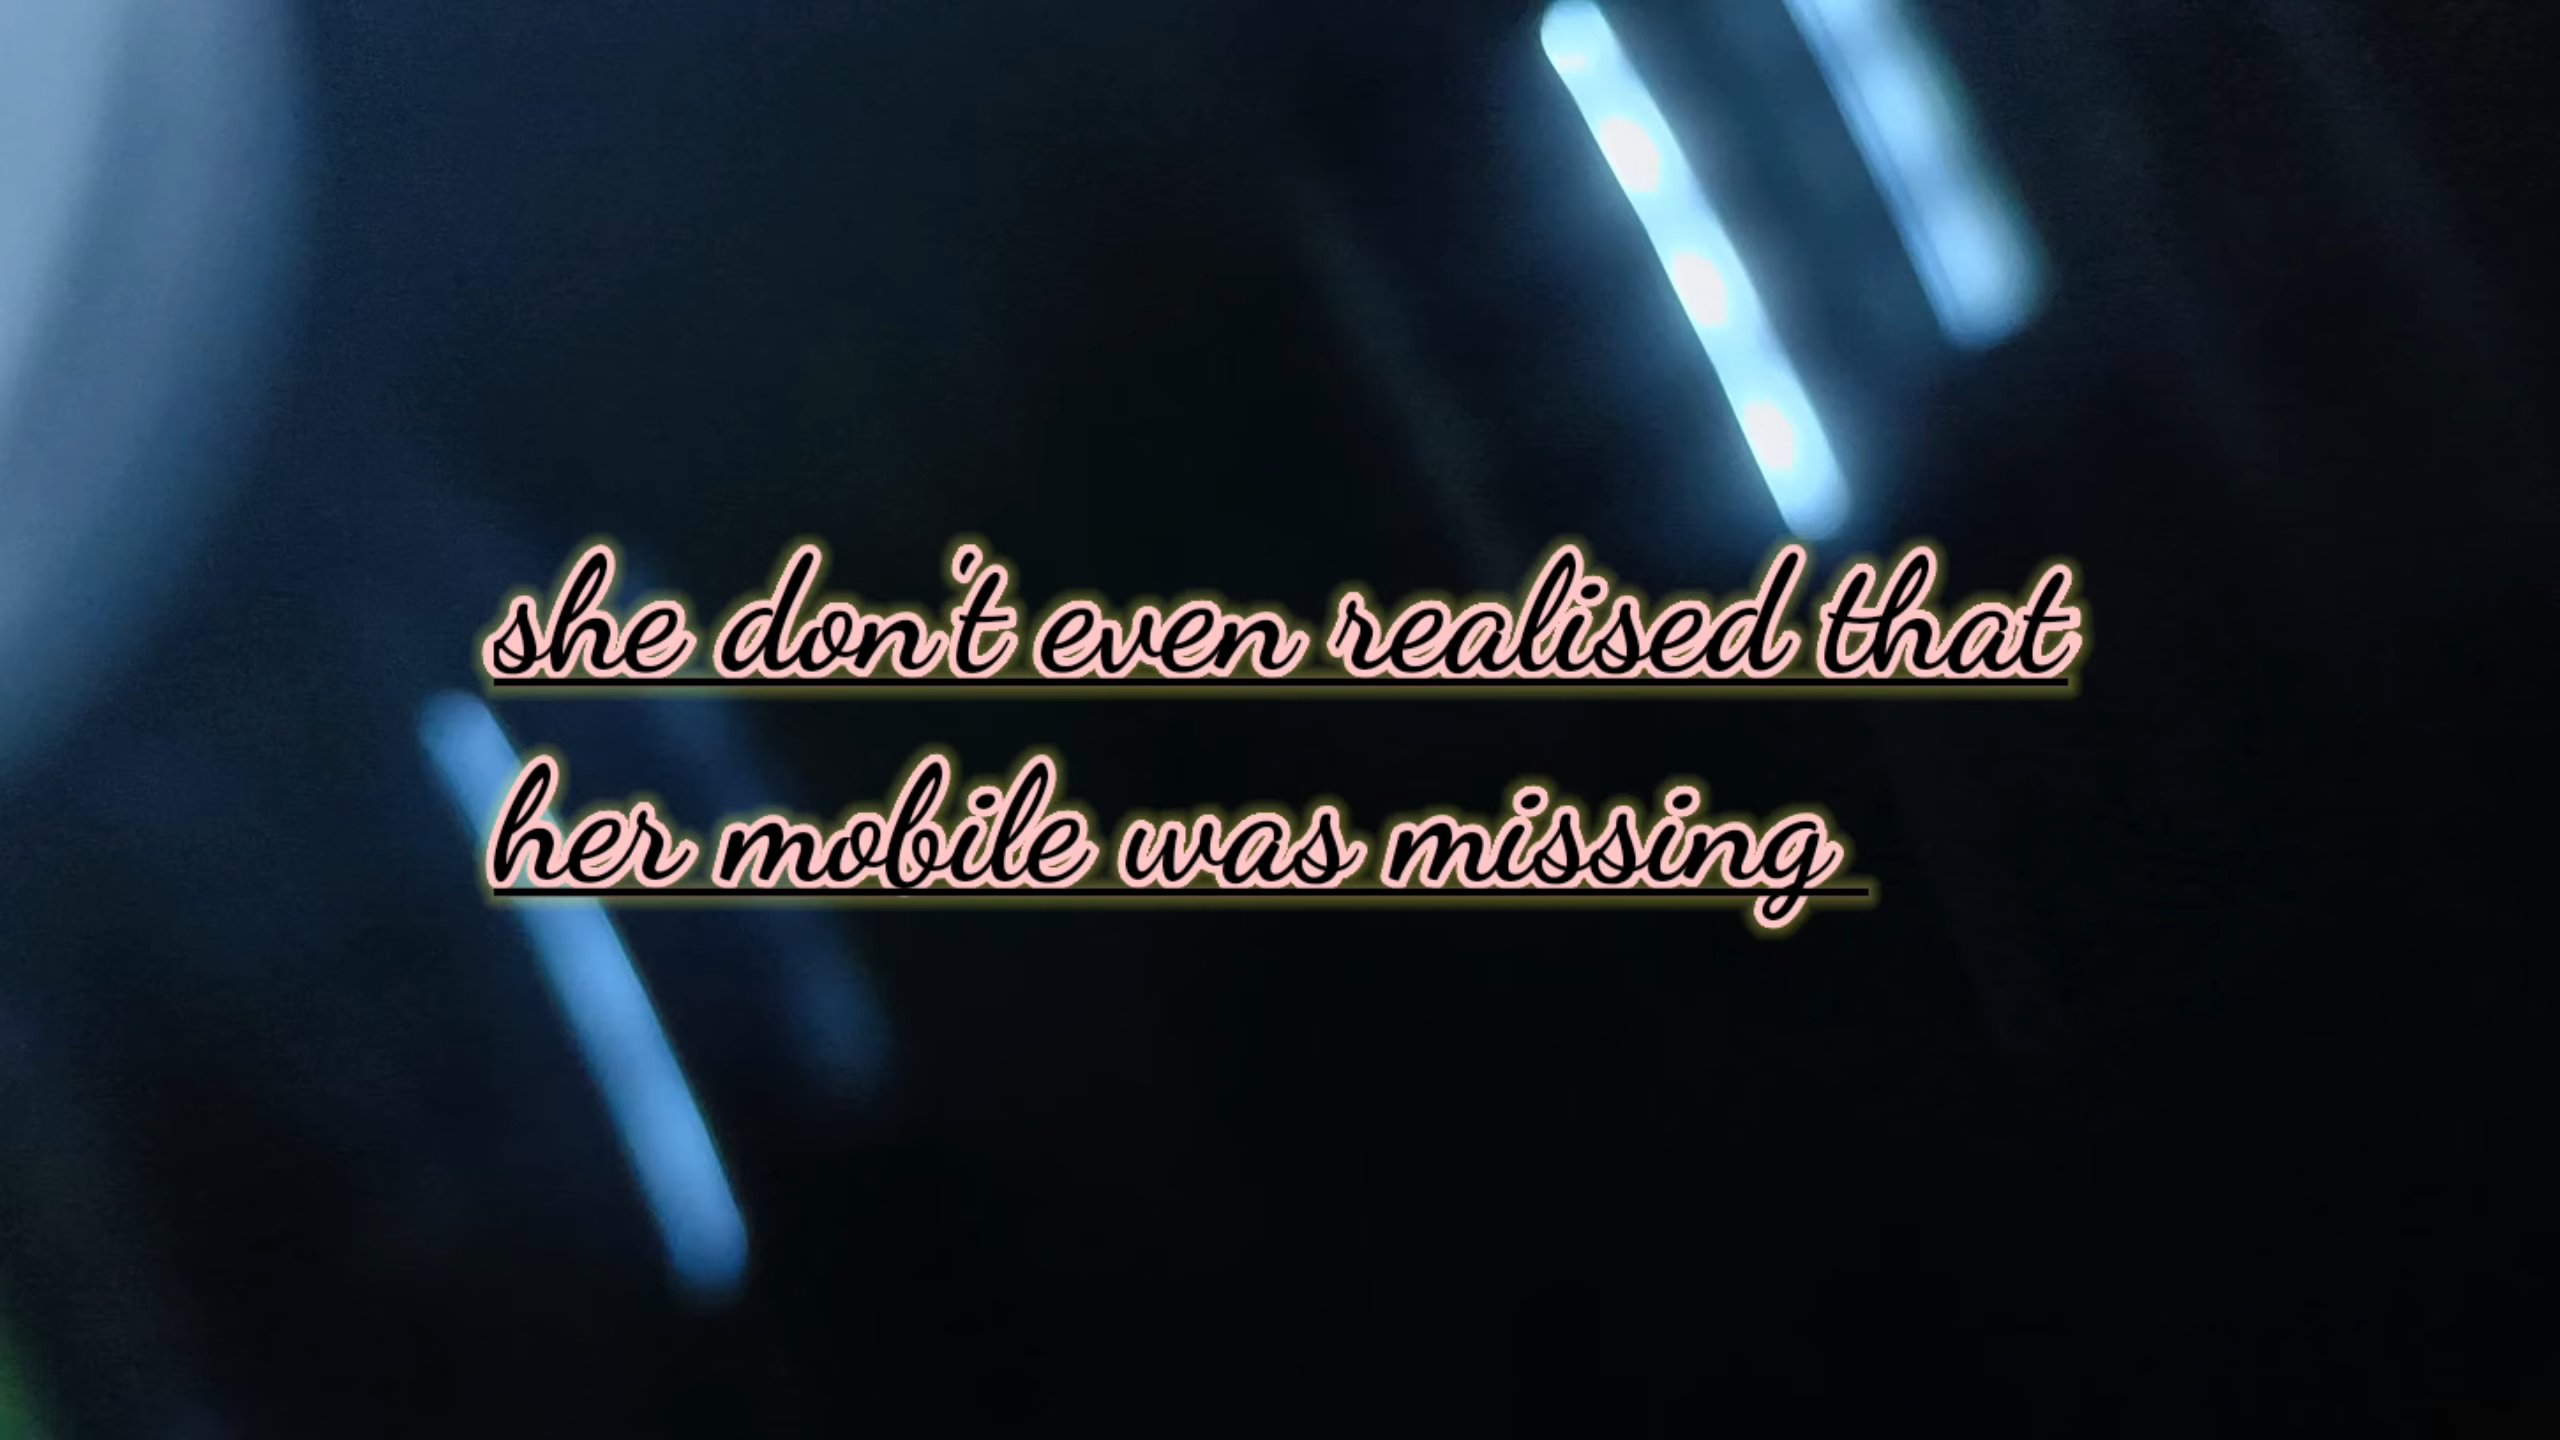 she don't even realised that
her mobile was missing